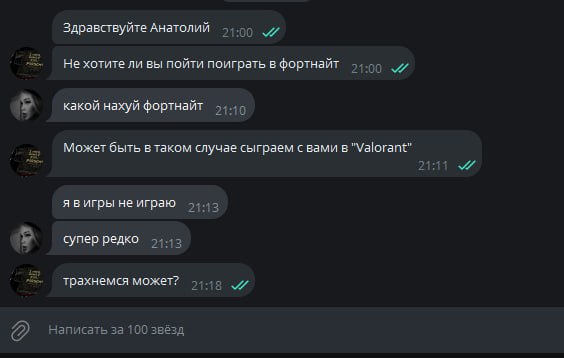 Здравствуйте Анатолий 21:00
Не хотите ли вы пойти поиграть в фортнайт 21:00
какой нахуй фортнайт 21:10
Может быть в таком случае сыграем с вами в "Valorant" 21:11
я в игры не играю 21:13
супер редко 21:13
трахнемся может? 21:18
Написать за 100 звёзд